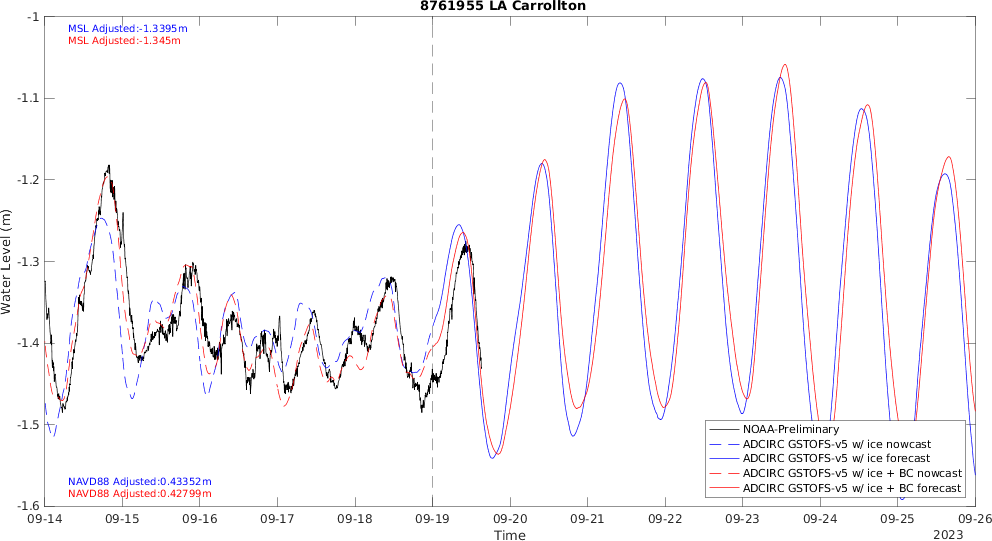 8761955 LA Carrollton
MSL Adjusted:-1.3395m
MSL Adjusted:-1.345m
-1
-1.1
-1.2
-1.3
-1.4
-1.5
-1.6
Water Level (m)
NAVD88 Adjusted:0.43352m
NAVD88 Adjusted:0.42799m
NOAA-Preliminary
ADCIRC GSTOFS-v5 w/ ice nowcast
ADCIRC GSTOFS-v5 w/ ice forecast
ADCIRC GSTOFS-v5 w/ ice + BC nowcast
ADCIRC GSTOFS-v5 w/ ice + BC forecast
09-14 09-15 09-16 09-17 09-18 09-19 09-20 09-21 09-22 09-23 09-24 09-25 09-26
Time
2023